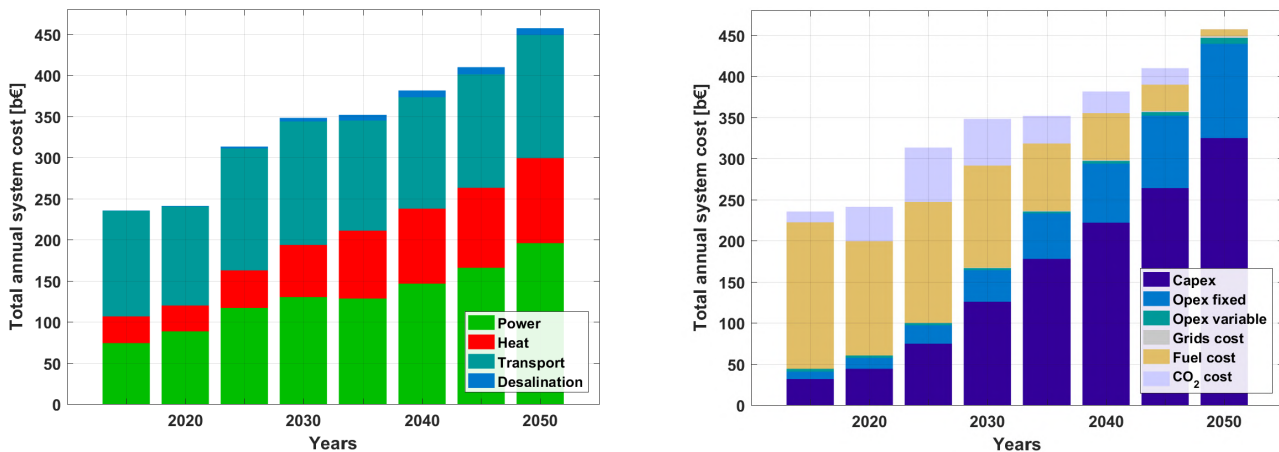 Total annual system cost [b€]
450
400
350
300
250
200
150
100
50
0
Power
Heat
Transport
Desalination
2020
2030
2040
2050
Years
Total annual system cost [b€]
450
400
350
300
250
200
150
100
50
0
Capex
Opex fixed
Opex variable
Grids cost
Fuel cost
CO₂ cost
2020
2030
2040
2050
Years